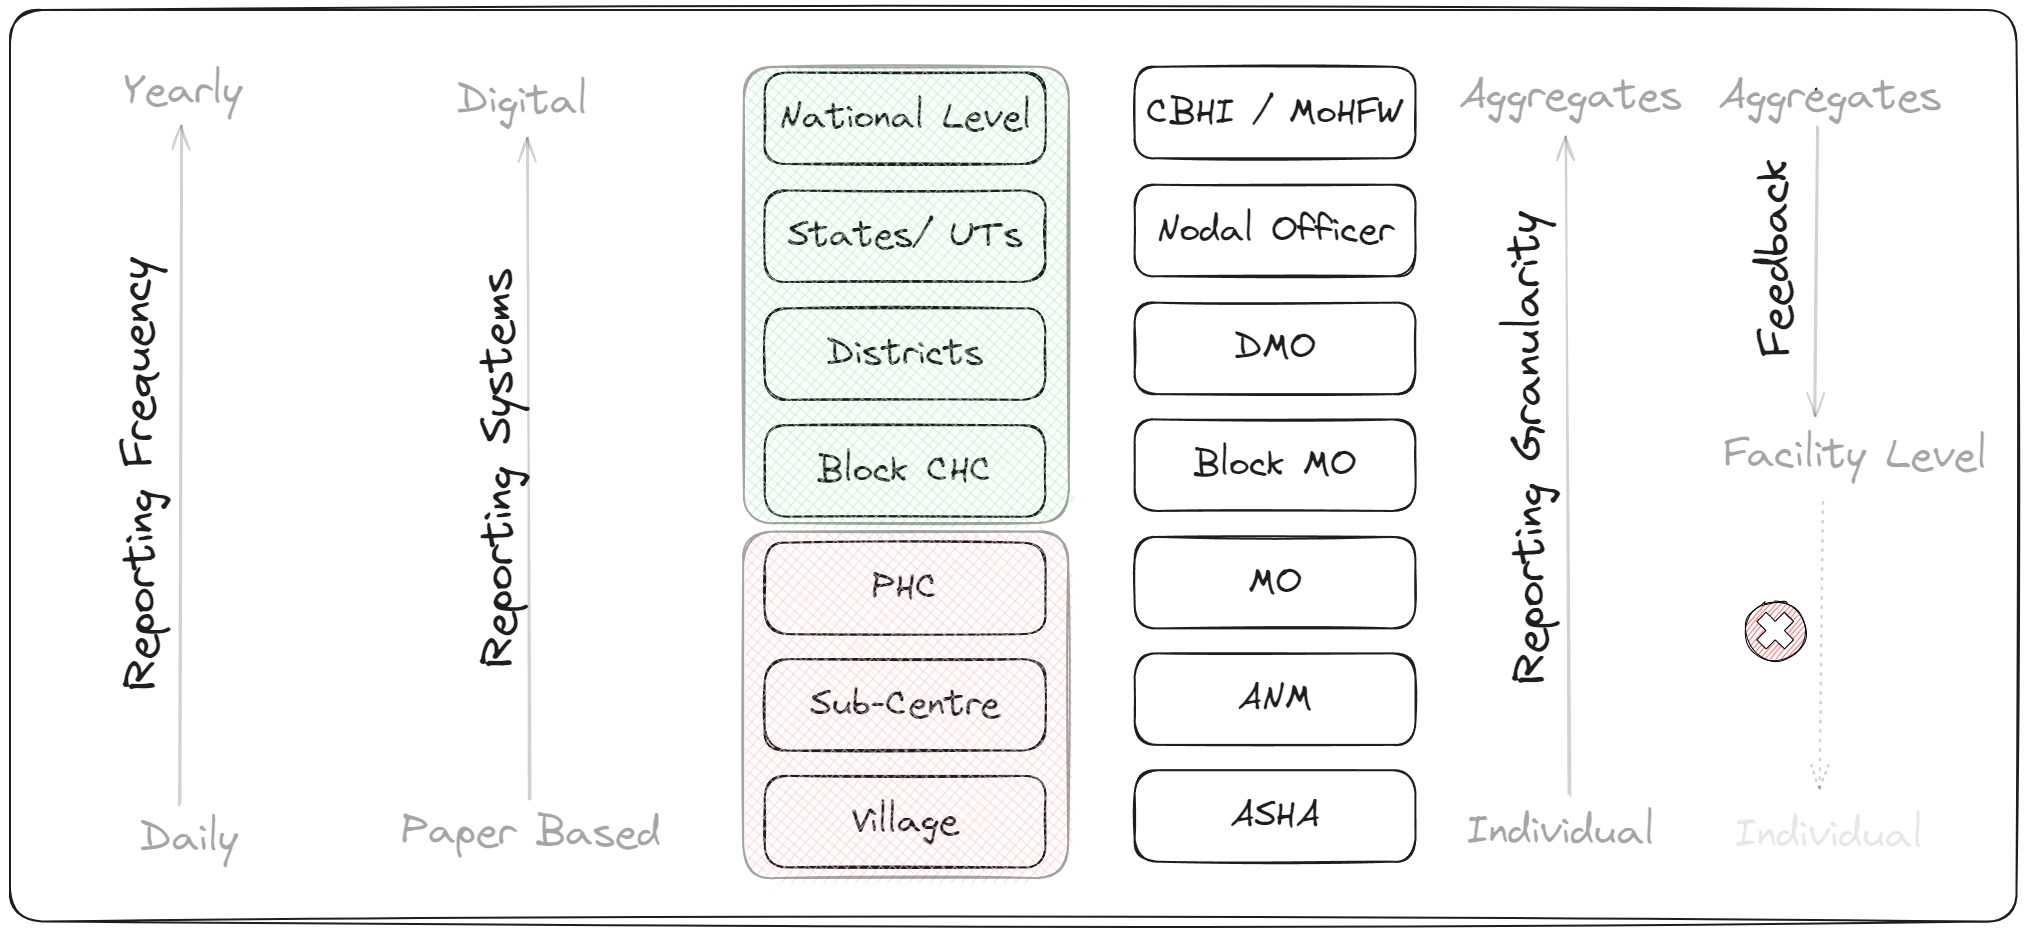 Yearly
Reporting Frequency
Daily
Digital
Reporting Systems
Paper Based
National Level
States/ UTs
Districts
Block CHC
PHC
Sub-Centre
Village
CBHI / MoHFW
Nodal Officer
DMO
Block MO
MO
ANM
ASHA
Aggregates
Reporting Granularity
Individual
Aggregates
Feedback
Facility Level
Individual